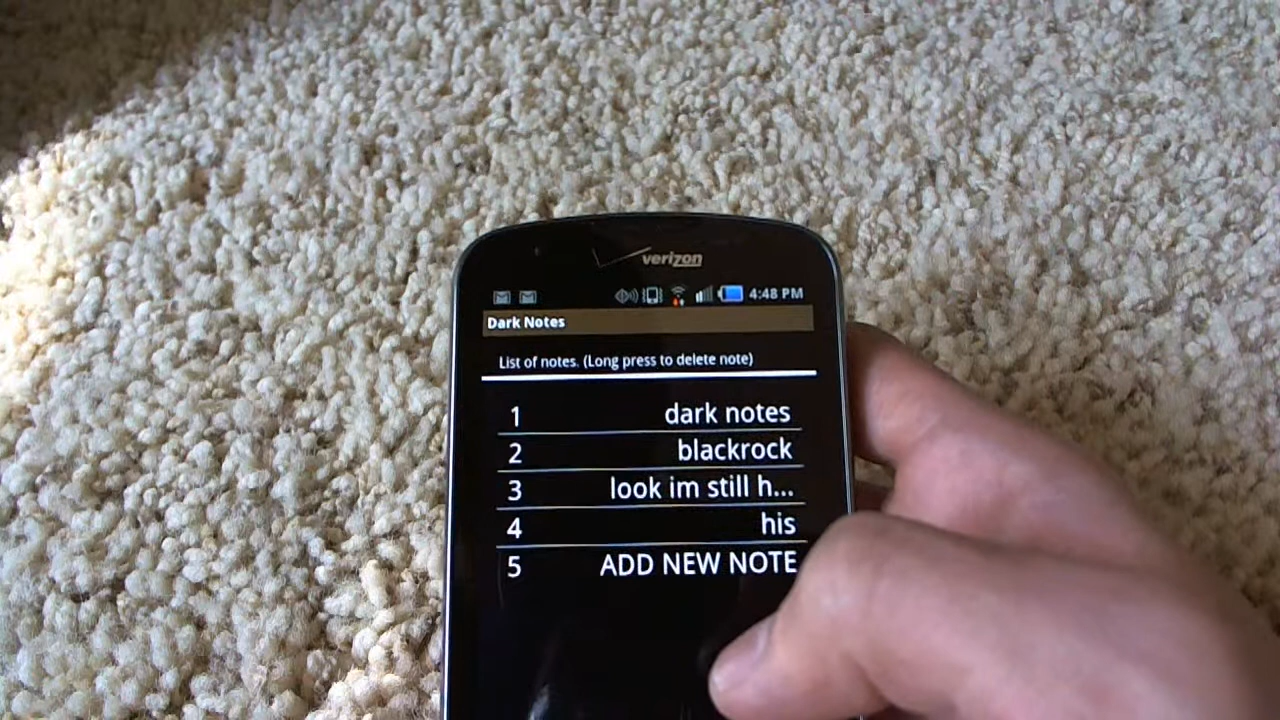 verizon
4:48 PM
Dark Notes
List of notes. (Long press to delete note)
1 dark notes
2 blackrock
3 look im still h...
4 his
5 ADD NEW NOTE